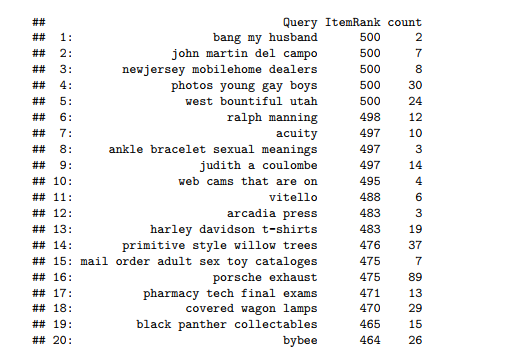 ## Query ItemRank count
## 1: bang my husband 500 2
## 2: john martin del campo 500 7
## 3: newjersey mobilehome dealers 500 8
## 4: photos young gay boys 500 30
## 5: west bountiful utah 500 24
## 6: ralph manning 498 12
## 7: acuity 497 10
## 8: ankle bracelet sexual meanings 497 3
## 9: judith a coulombe 497 14
## 10: web cams that are on 495 4
## 11: vitello 488 6
## 12: arcadia press 483 3
## 13: harley davidson t-shirts 483 19
## 14: primitive style willow trees 476 37
## 15: mail order adult sex toy cataloges 475 7
## 16: porsche exhaust 475 89
## 17: pharmacy tech final exams 471 13
## 18: covered wagon lamps 470 29
## 19: black panther collectables 465 15
## 20: bybee 464 26